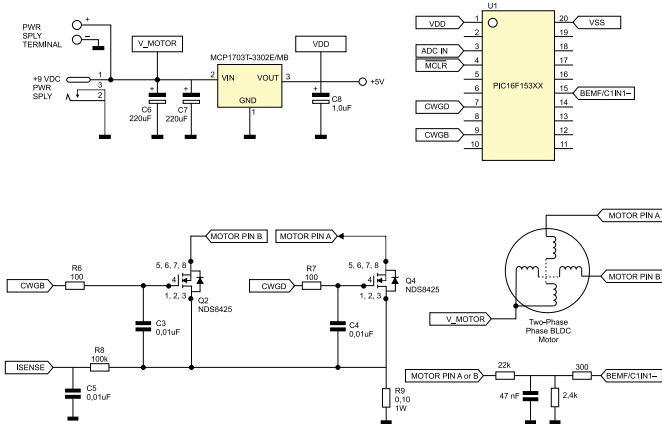 PWR
SPLY
TERMINAL
+
–
+9 VDC
PWR
SPLY
1
3
2
V_MOTOR
+
C6
220uF
+
C7
220uF
MCP1703T-3302E/MB
2
VIN
VOUT
3
GND
1
VDD
+
C8
1,0uF
+5V
U1
PIC16F153XX
VDD
1
2
ADC IN
3
MCLR
4
5
6
CWGD
7
8
CWGB
9
10
20
VSS
19
18
17
16
15
BEMF/C1IN1–
14
13
12
11
MOTOR PIN B
5, 6, 7, 8
CWGB
R6
100
4
1, 2, 3
Q2
NDS8425
C3
0,01uF
MOTOR PIN A
5, 6, 7, 8
CWGD
R7
100
4
1, 2, 3
Q4
NDS8425
C4
0,01uF
ISENSE
R8
100k
C5
0,01uF
R9
0,10
1W
MOTOR PIN A
MOTOR PIN B
V_MOTOR
Two-Phase
Phase BLDC
Motor
MOTOR PIN A or B
22k
300
BEMF/C1IN1–
47 nF
2,4k